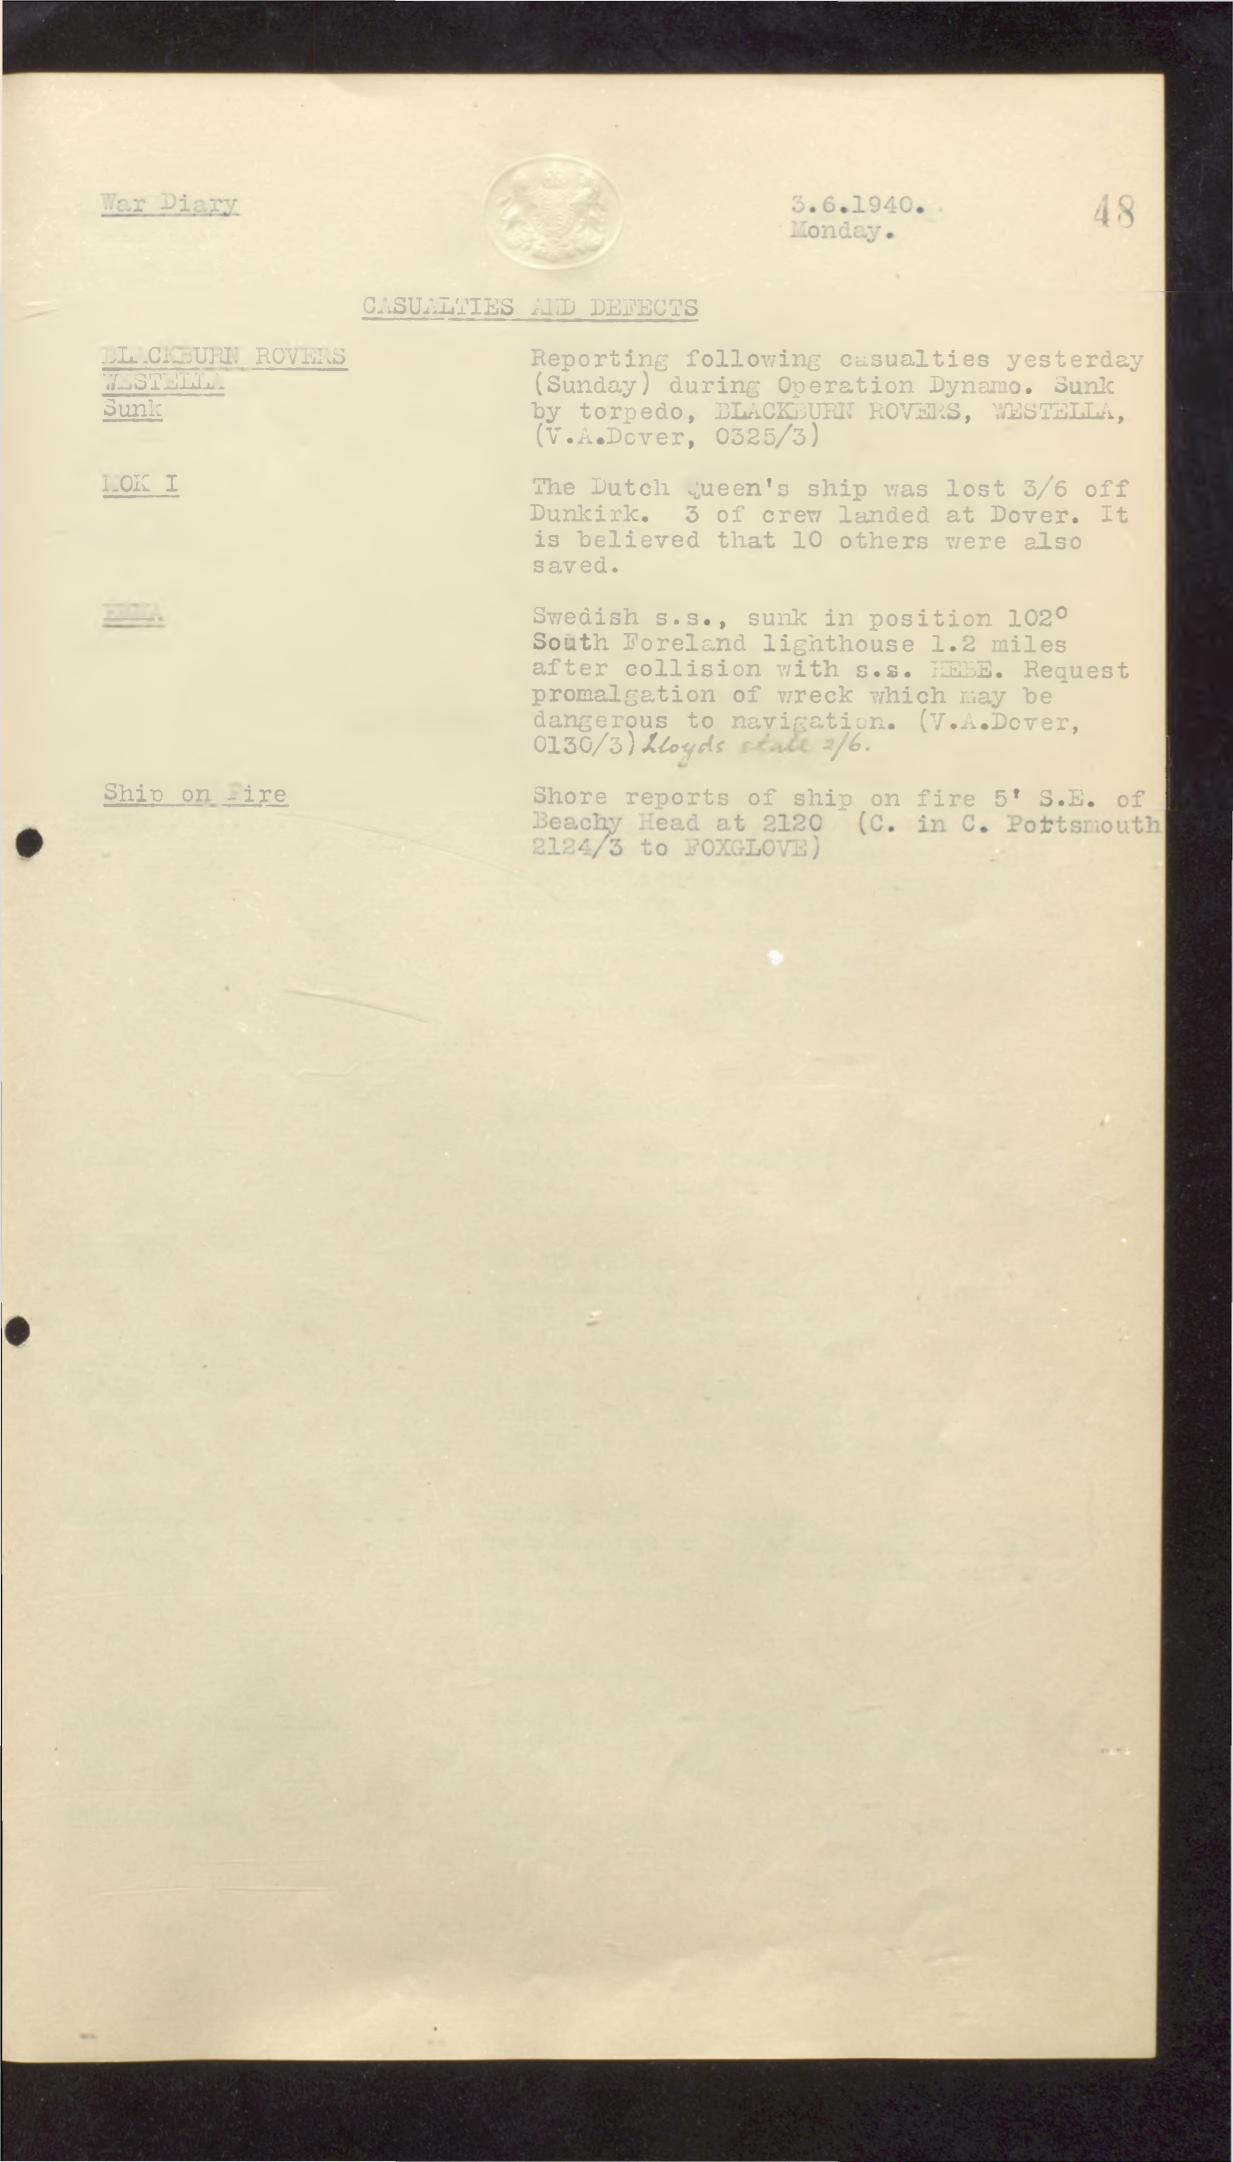 War Diary
3.6.1940.
Monday.
48
CASUALTIES AND DEFECTS
BLACKBURN ROVERS
WESTELLA
Sunk
Reporting following casualties yesterday
(Sunday) during Operation Dynamo. Sunk
by torpedo, BLACKBURN ROVERS, WESTELLA,
(V.A.Dover, 0325/3)
I
The Dutch Queen's ship was lost 3/6 off
Dunkirk. 3 of crew landed at Dover. It
is believed that 10 others were also
saved.
EMMA
Swedish s.s., sunk in position 102°
South Foreland lighthouse 1.2 miles
after collision with s.s. HEBE. Request
promalgation of wreck which may be
dangerous to navigation. (V.A.Dover,
0130/3) Lloyds state 2/6.
Ship on Fire
Shore reports of ship on fire 5' S.E. of
Beachy Head at 2120 (C. in C. Portsmouth
2124/3 to FOXGLOVE)